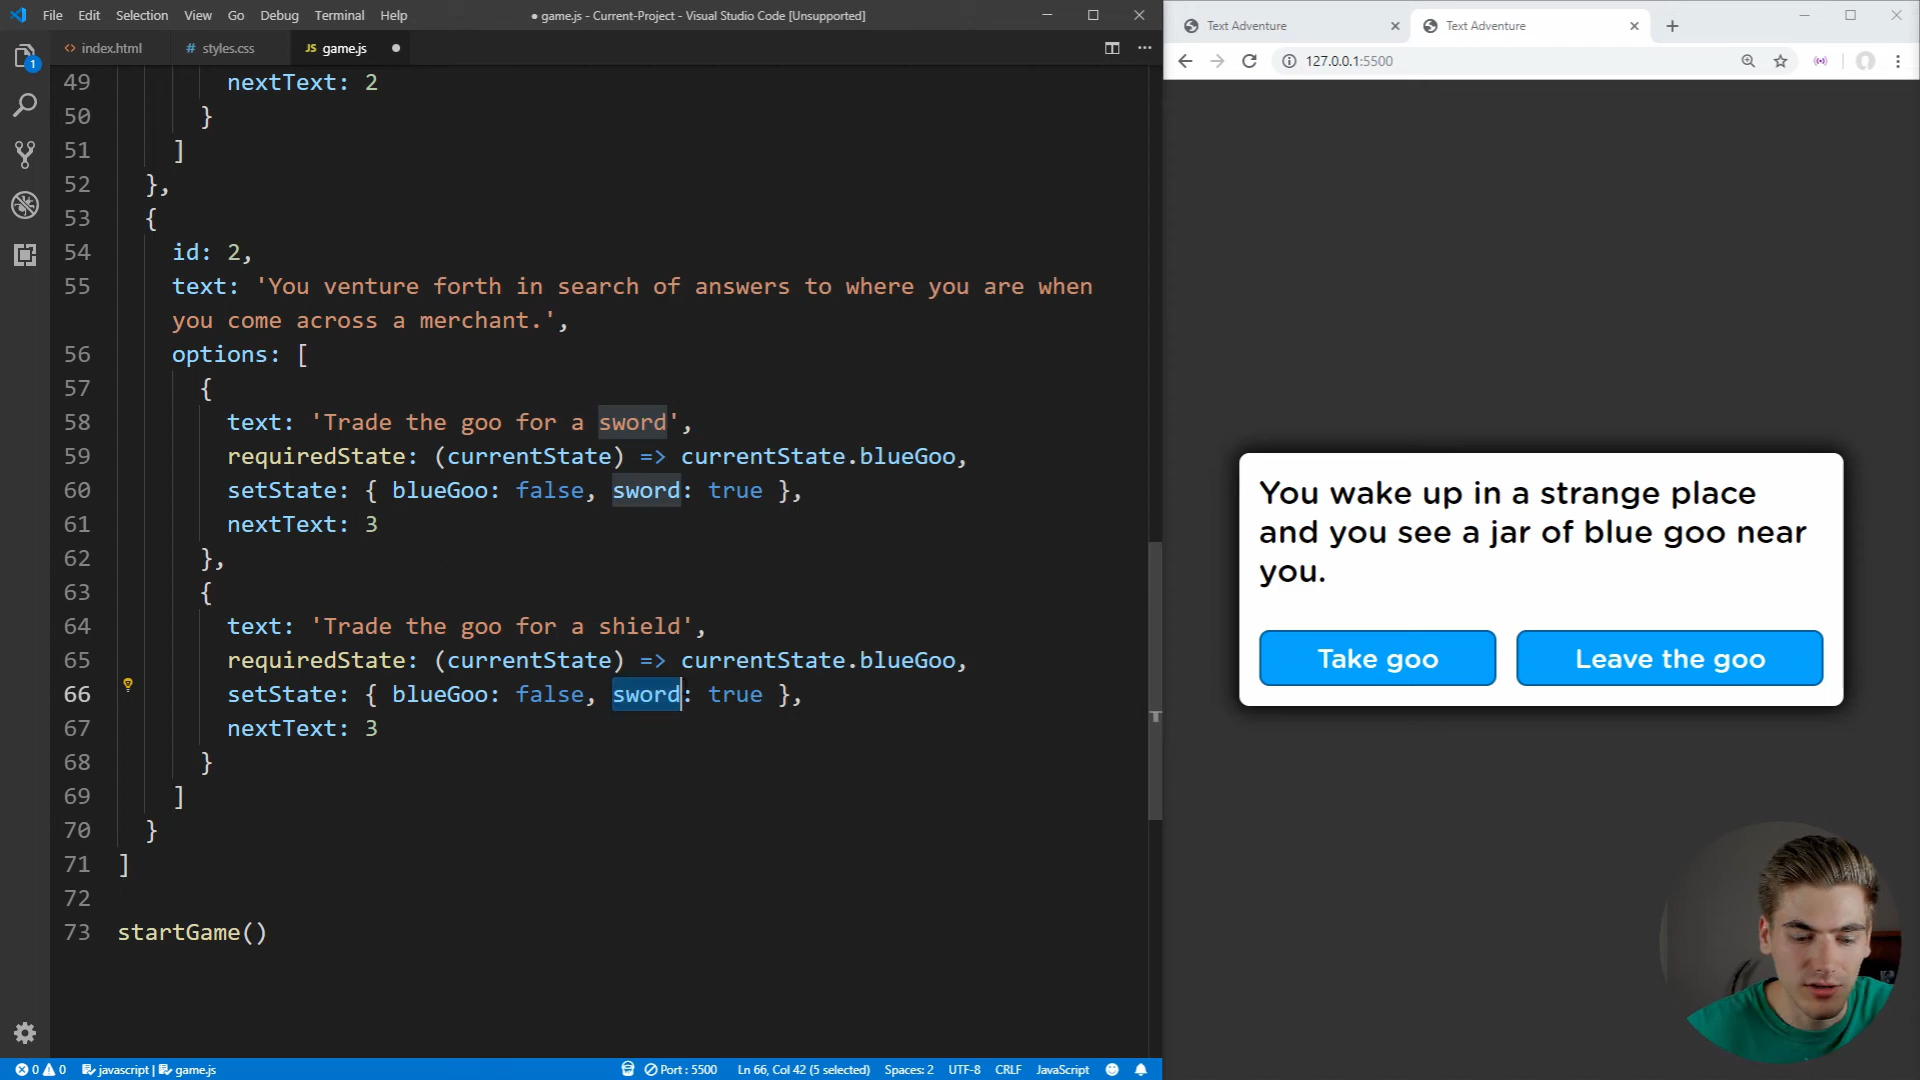 File Edit Selection View Go Debug Terminal Help
● game.js - Current-Project - Visual Studio Code [Unsupported]
<> index.html
# styles.css
JS game.js ●
1
49 nextText: 2
50 }
51 ]
52 },
53 {
54 id: 2,
55 text: 'You venture forth in search of answers to where you are when
you come across a merchant.',
56 options: [
57 {
58 text: 'Trade the goo for a sword',
59 requiredState: (currentState) => currentState.blueGoo,
60 setState: { blueGoo: false, sword: true },
61 nextText: 3
62 },
63 {
64 text: 'Trade the goo for a shield',
65 requiredState: (currentState) => currentState.blueGoo,
66 setState: { blueGoo: false, sword: true },
67 nextText: 3
68 }
69 ]
70 }
71 ]
72
73 startGame()
0 0 javascript | game.js Port : 5500 Ln 66, Col 42 (5 selected) Spaces: 2 UTF-8 CRLF JavaScript
Text Adventure
Text Adventure
127.0.0.1:5500
You wake up in a strange place
and you see a jar of blue goo near
you.
Take goo
Leave the goo